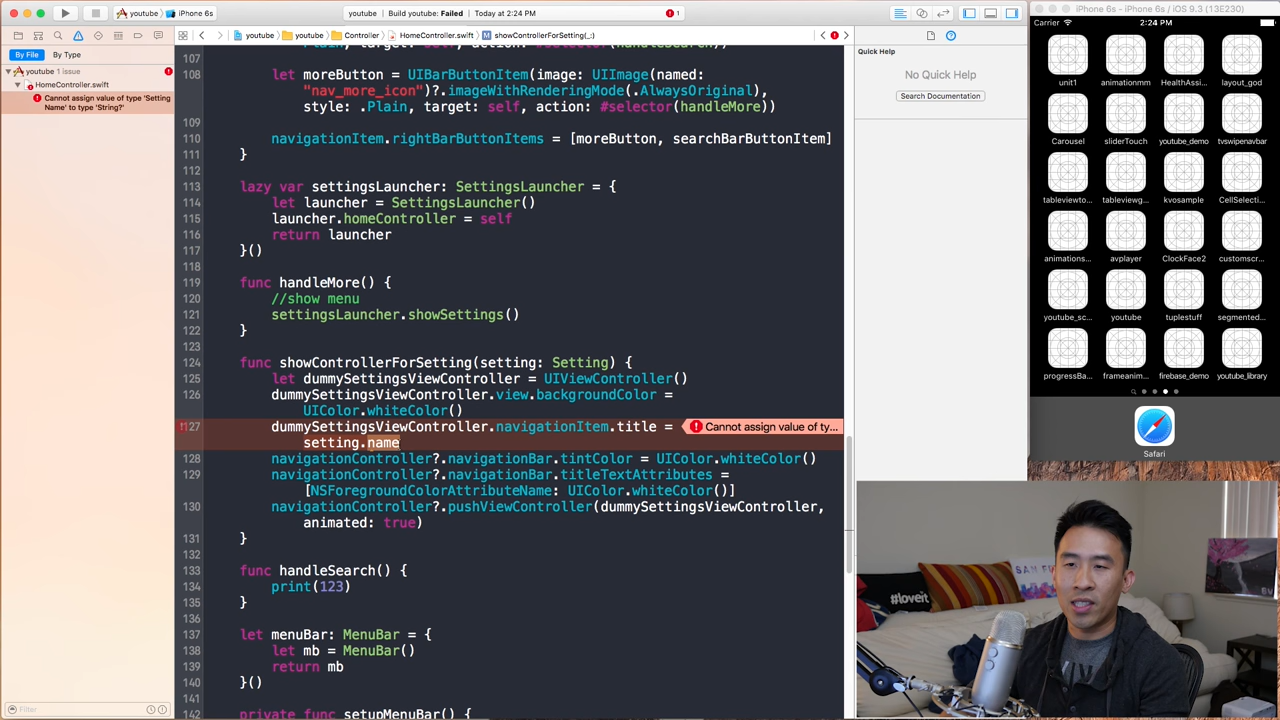 youtube
iPhone 6s
youtube | Build youtube: Failed | Today at 2:24 PM
1
iPhone 6s – iPhone 6s / iOS 9.3 (13E230)
youtube
youtube
Controller
HomeController.swift
showControllerForSetting(_:)
By File
By Type
youtube 1 issue
HomeController.swift
Cannot assign value of type 'Setting
Name' to type 'String?'
Filter
107
108 let moreButton = UIBarButtonItem(image: UIImage(named:
"nav_more_icon")?.imageWithRenderingMode(.AlwaysOriginal),
style: .Plain, target: self, action: #selector(handleMore))
109
110 navigationItem.rightBarButtonItems = [moreButton, searchBarButtonItem]
111 }
112
113 lazy var settingsLauncher: SettingsLauncher = {
114 let launcher = SettingsLauncher()
115 launcher.homeController = self
116 return launcher
117 }()
118
119 func handleMore() {
120 //show menu
121 settingsLauncher.showSettings()
122 }
123
124 func showControllerForSetting(setting: Setting) {
125 let dummySettingsViewController = UIViewController()
126 dummySettingsViewController.view.backgroundColor =
UIColor.whiteColor()
127 dummySettingsViewController.navigationItem.title =
Cannot assign value of ty...
setting.name
128 navigationController?.navigationBar.tintColor = UIColor.whiteColor()
129 navigationController?.navigationBar.titleTextAttributes =
[NSForegroundColorAttributeName: UIColor.whiteColor()]
130 navigationController?.pushViewController(dummySettingsViewController,
animated: true)
131 }
132
133 func handleSearch() {
134 print(123)
135 }
136
137 let menuBar: MenuBar = {
138 let mb = MenuBar()
139 return mb
140 }()
141
142 private func setupMenuBar() {
Quick Help
No Quick Help
Search Documentation
Carrier
2:24 PM
unit1
animationmm
HealthAssi...
layout_god
Carousel
sliderTouch
youtube_demo
tvswipenavbar
tableviewto...
tableviewg...
kvosample
CellSelecti...
animations...
avplayer
ClockFace2
customscr...
youtube_sc...
youtube
tuplestuff
segmented...
progressBa...
frameanim...
firebase_demo
youtube_library
Safari
#loveit
SAN F